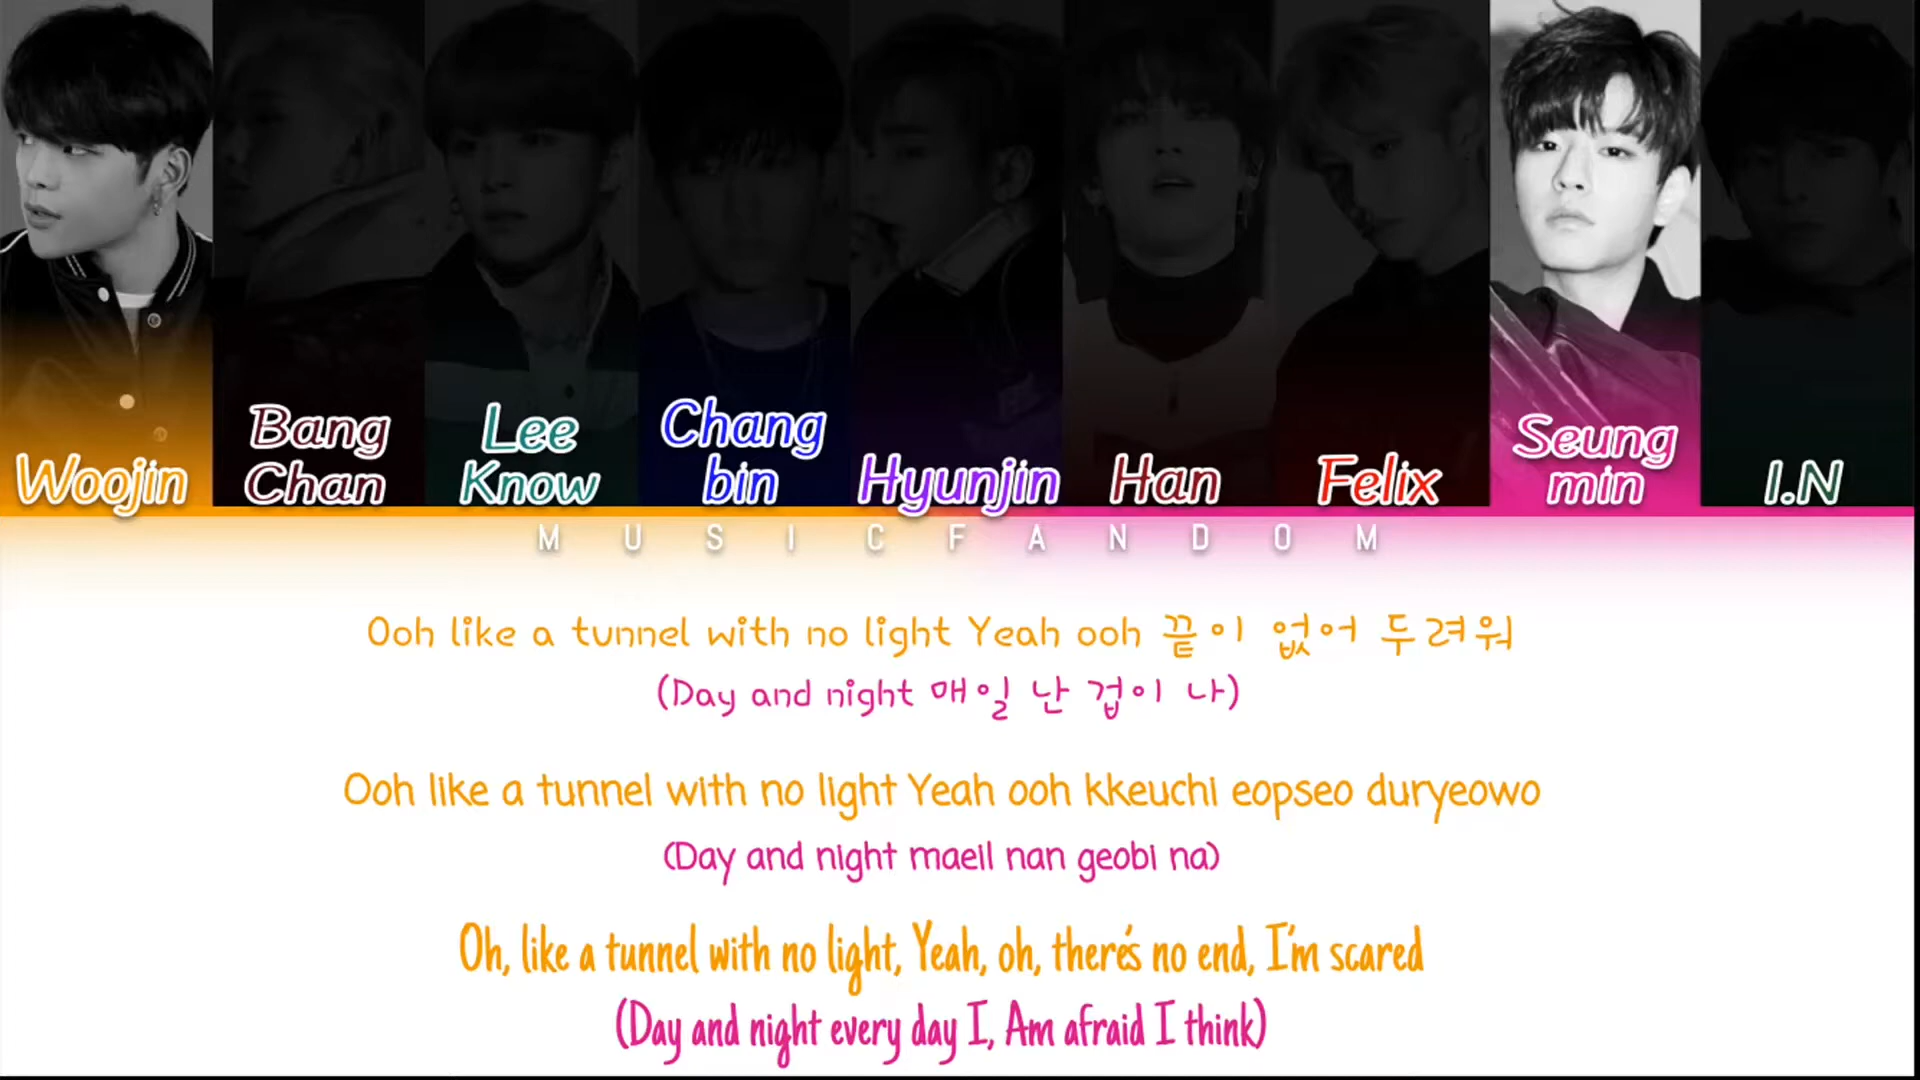 Woojin
Bang
Chan
Lee
Know
Chang
bin
Hyunjin
Han
Felix
Seung
min
I.N
MUSICFANDOM
Ooh like a tunnel with no light Yeah ooh 끝이 없어 두려워
(Day and night 매일 난 겁이 나)
Ooh like a tunnel with no light Yeah ooh kkeuchi eopseo duryeowo
(Day and night maeil nan geobi na)
Oh, like a tunnel with no light, Yeah, oh, there's no end, I'm scared
(Day and night every day I, Am afraid I think)